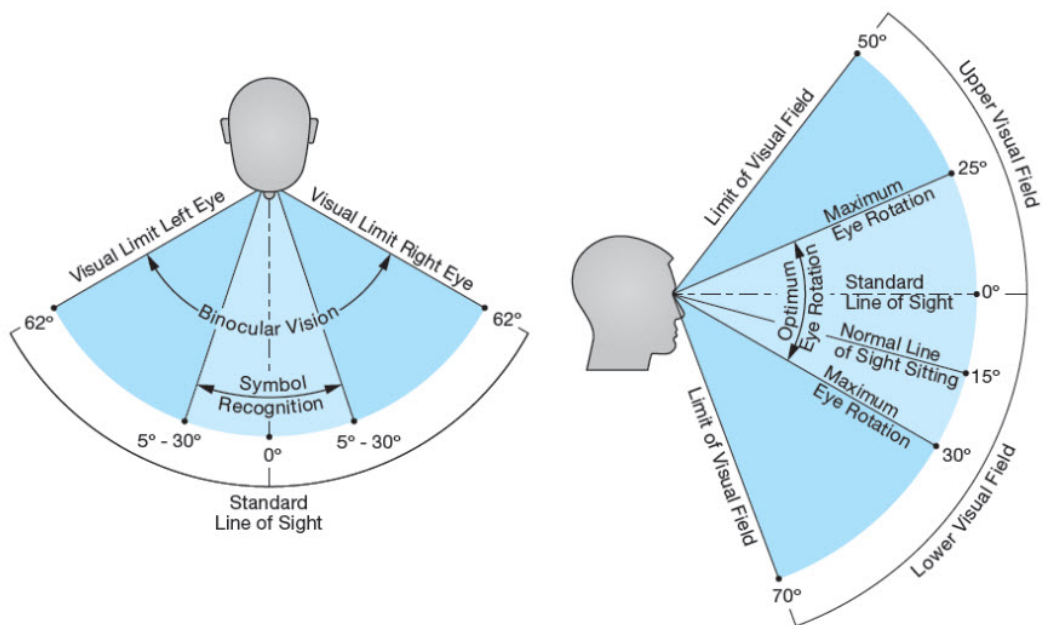 Visual Limit Left Eye
Visual Limit Right Eye
62º
Binocular Vision
62º
Symbol
Recognition
5º - 30º
0º
5º - 30º
Standard
Line of Sight
50º
Limit of Visual Field
Upper Visual Field
25º
Maximum
Eye Rotation
Optimum
Eye Rotation
Standard
Line of Sight
0º
Normal Line
of Sight Sitting
15º
Maximum
Eye Rotation
30º
Limit of Visual Field
Lower Visual Field
70º